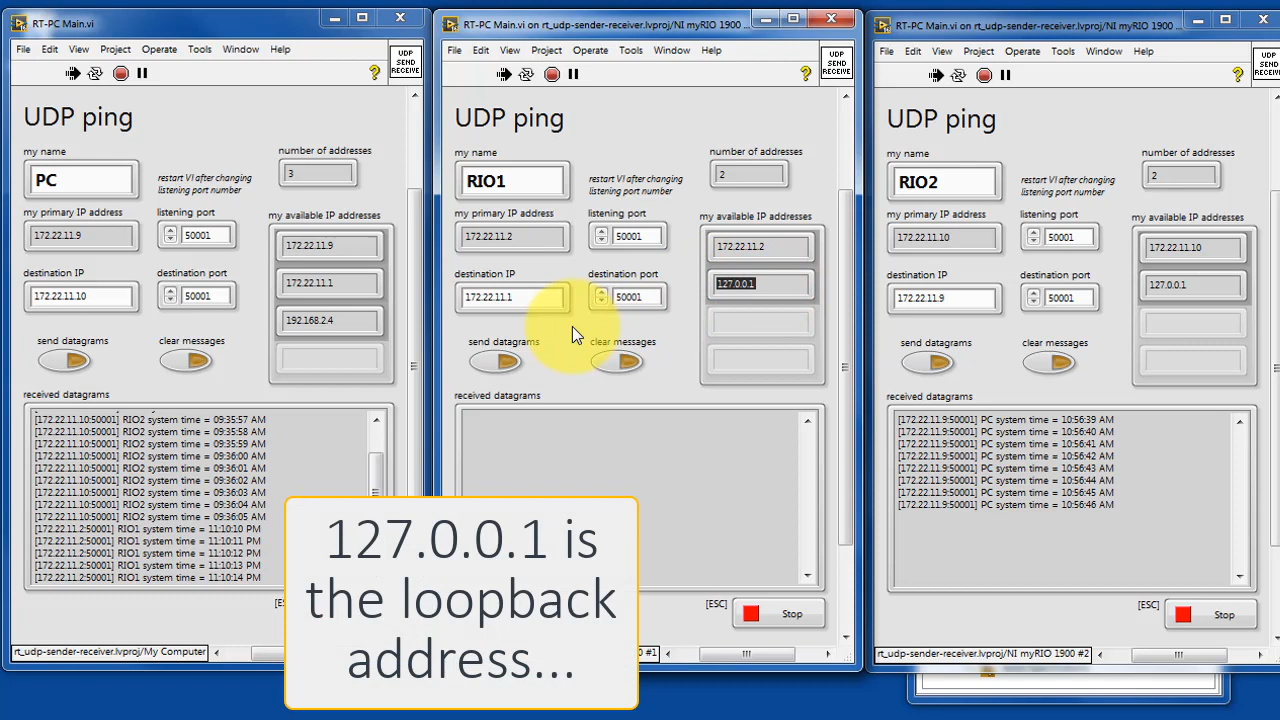 RT-PC Main.vi
File Edit View Project Operate Tools Window Help
UDP
SEND
RECEIVE
UDP ping
my name
PC
restart VI after changing
listening port number
number of addresses
3
my primary IP address
172.22.11.9
listening port
50001
my available IP addresses
172.22.11.9
172.22.11.1
192.168.2.4
destination IP
172.22.11.10
destination port
50001
send datagrams
clear messages
received datagrams
[172.22.11.10:50001] RIO2 system time = 09:35:57 AM
[172.22.11.10:50001] RIO2 system time = 09:35:58 AM
[172.22.11.10:50001] RIO2 system time = 09:35:59 AM
[172.22.11.10:50001] RIO2 system time = 09:36:00 AM
[172.22.11.10:50001] RIO2 system time = 09:36:01 AM
[172.22.11.10:50001] RIO2 system time = 09:36:02 AM
[172.22.11.10:50001] RIO2 system time = 09:36:03 AM
[172.22.11.10:50001] RIO2 system time = 09:36:04 AM
[172.22.11.10:50001] RIO2 system time = 09:36:05 AM
[172.22.11.2:50001] RIO1 system time = 11:10:10 PM
[172.22.11.2:50001] RIO1 system time = 11:10:11 PM
[172.22.11.2:50001] RIO1 system time = 11:10:12 PM
[172.22.11.2:50001] RIO1 system time = 11:10:13 PM
[172.22.11.2:50001] RIO1 system time = 11:10:14 PM
rt_udp-sender-receiver.lvproj/My Computer
RT-PC Main.vi on rt_udp-sender-receiver.lvproj/NI myRIO 1900 ...
File Edit View Project Operate Tools Window Help
UDP
SEND
RECEIVE
UDP ping
my name
RIO1
restart VI after changing
listening port number
number of addresses
2
my primary IP address
172.22.11.2
listening port
50001
my available IP addresses
172.22.11.2
127.0.0.1
destination IP
172.22.11.1
destination port
50001
send datagrams
clear messages
received datagrams
[ESC]
Stop
#1
RT-PC Main.vi on rt_udp-sender-receiver.lvproj/NI myRIO 1900 ...
File Edit View Project Operate Tools Window Help
UDP
SEND
RECEIVE
UDP ping
my name
RIO2
restart VI after changing
listening port number
number of addresses
2
my primary IP address
172.22.11.10
listening port
50001
my available IP addresses
172.22.11.10
127.0.0.1
destination IP
172.22.11.9
destination port
50001
send datagrams
clear messages
received datagrams
[172.22.11.9:50001] PC system time = 10:56:39 AM
[172.22.11.9:50001] PC system time = 10:56:40 AM
[172.22.11.9:50001] PC system time = 10:56:41 AM
[172.22.11.9:50001] PC system time = 10:56:42 AM
[172.22.11.9:50001] PC system time = 10:56:43 AM
[172.22.11.9:50001] PC system time = 10:56:44 AM
[172.22.11.9:50001] PC system time = 10:56:45 AM
[172.22.11.9:50001] PC system time = 10:56:46 AM
[ESC]
Stop
rt_udp-sender-receiver.lvproj/NI myRIO 1900 #2
127.0.0.1 is
the loopback
address...